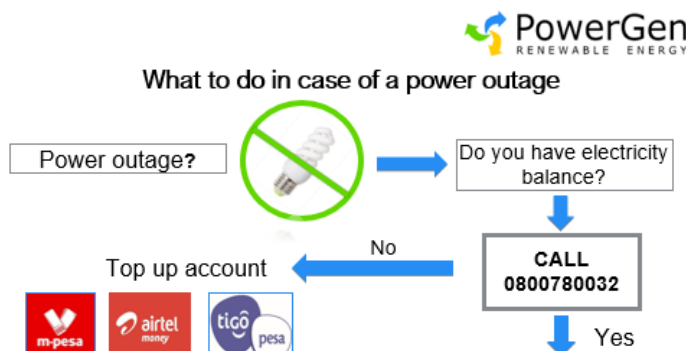 PowerGen
RENEWABLE ENERGY
What to do in case of a power outage
Power outage?
Do you have electricity
balance?
No
Top up account
CALL
0800780032
m-pesa
airtel
money
tigo
pesa
Yes